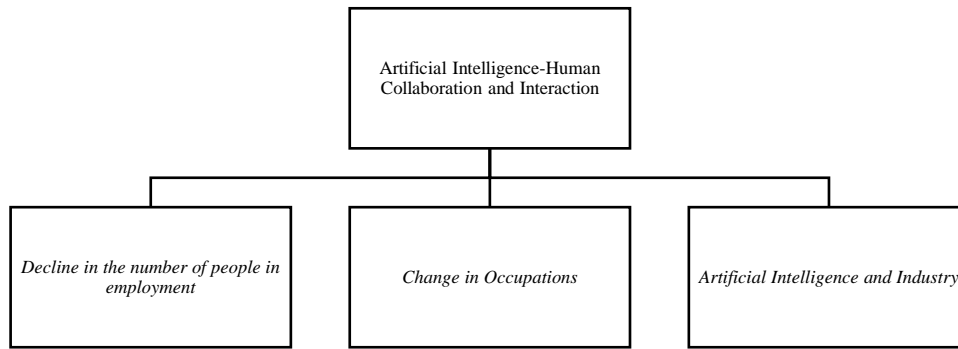 Artificial Intelligence-Human
Collaboration and Interaction
Decline in the number of people in
employment
Change in Occupations
Artificial Intelligence and Industry